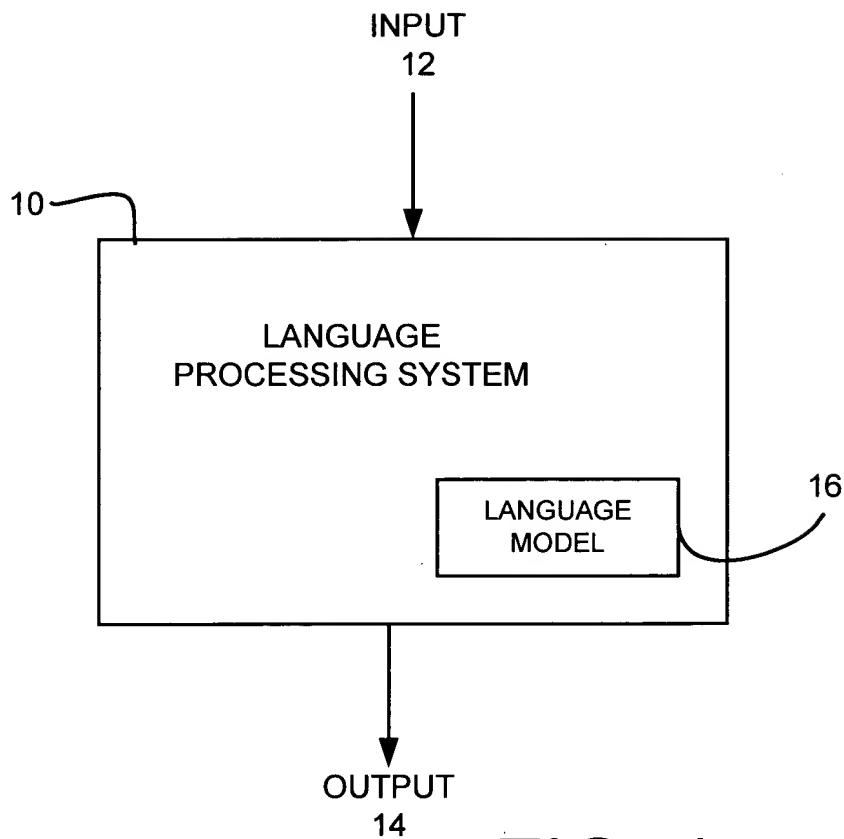 INPUT
12
10
LANGUAGE
PROCESSING SYSTEM
16
LANGUAGE
MODEL
OUTPUT
14